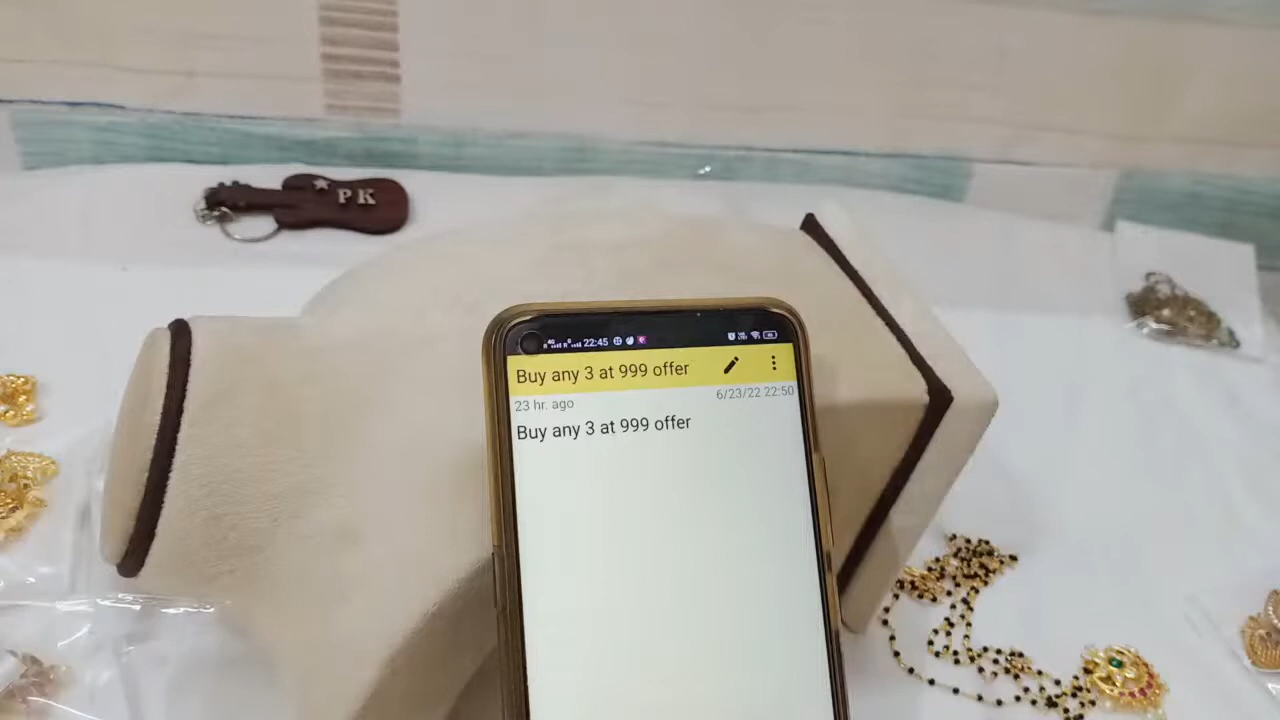 PK
22:45
Buy any 3 at 999 offer
23 hr. ago
6/23/22 22:50
Buy any 3 at 999 offer